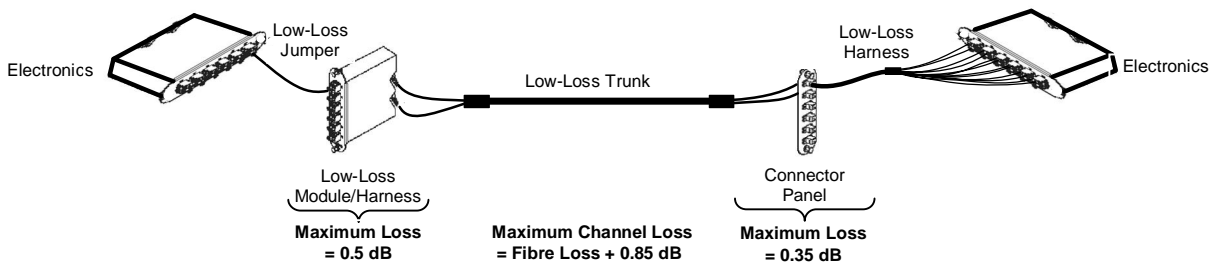 Low-Loss
Jumper
Electronics
Low-Loss Trunk
Low-Loss
Harness
Electronics
Low-Loss
Module/Harness
Connector
Panel
Maximum Loss
= 0.5 dB
Maximum Channel Loss
= Fibre Loss + 0.85 dB
Maximum Loss
= 0.35 dB